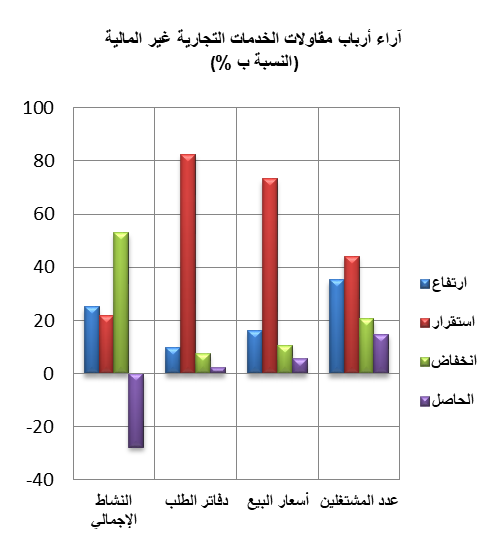 آراء أرباب مقاولات الخدمات التجارية غير المالية
(النسبة ب %)
100
80
60
40
20
0
-20
-40
النشاط
الإجمالي
دفاتر الطلب
أسعار البيع
عدد المشتغلين
ارتفاع
استقرار
انخفاض
الحاصل